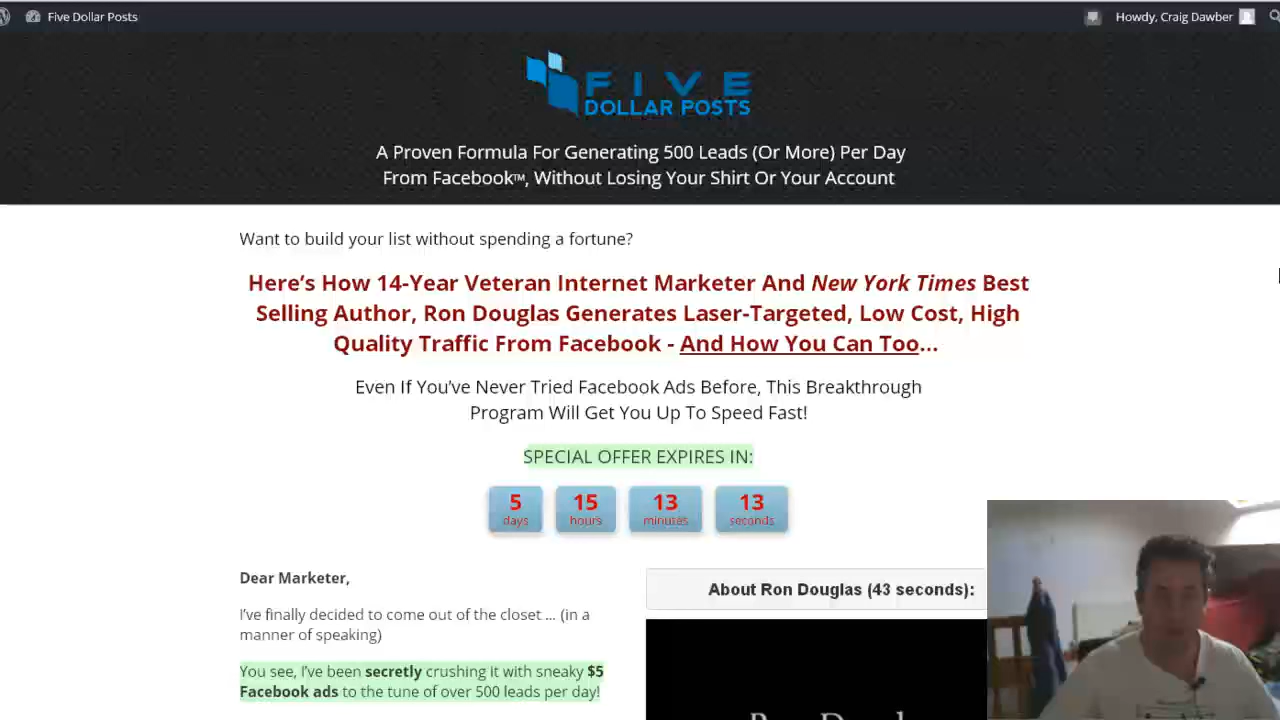 Five Dollar Posts
Howdy, Craig Dawber
FIVE
DOLLAR POSTS
A Proven Formula For Generating 500 Leads (Or More) Per Day
From Facebook™, Without Losing Your Shirt Or Your Account
Want to build your list without spending a fortune?
Here's How 14-Year Veteran Internet Marketer And New York Times Best
Selling Author, Ron Douglas Generates Laser-Targeted, Low Cost, High
Quality Traffic From Facebook - And How You Can Too...
Even If You've Never Tried Facebook Ads Before, This Breakthrough
Program Will Get You Up To Speed Fast!
SPECIAL OFFER EXPIRES IN:
5 15 13 13
days hours minutes seconds
Dear Marketer,
I've finally decided to come out of the closet ... (in a
manner of speaking)
You see, I've been secretly crushing it with sneaky $5
Facebook ads to the tune of over 500 leads per day!
About Ron Douglas (43 seconds):